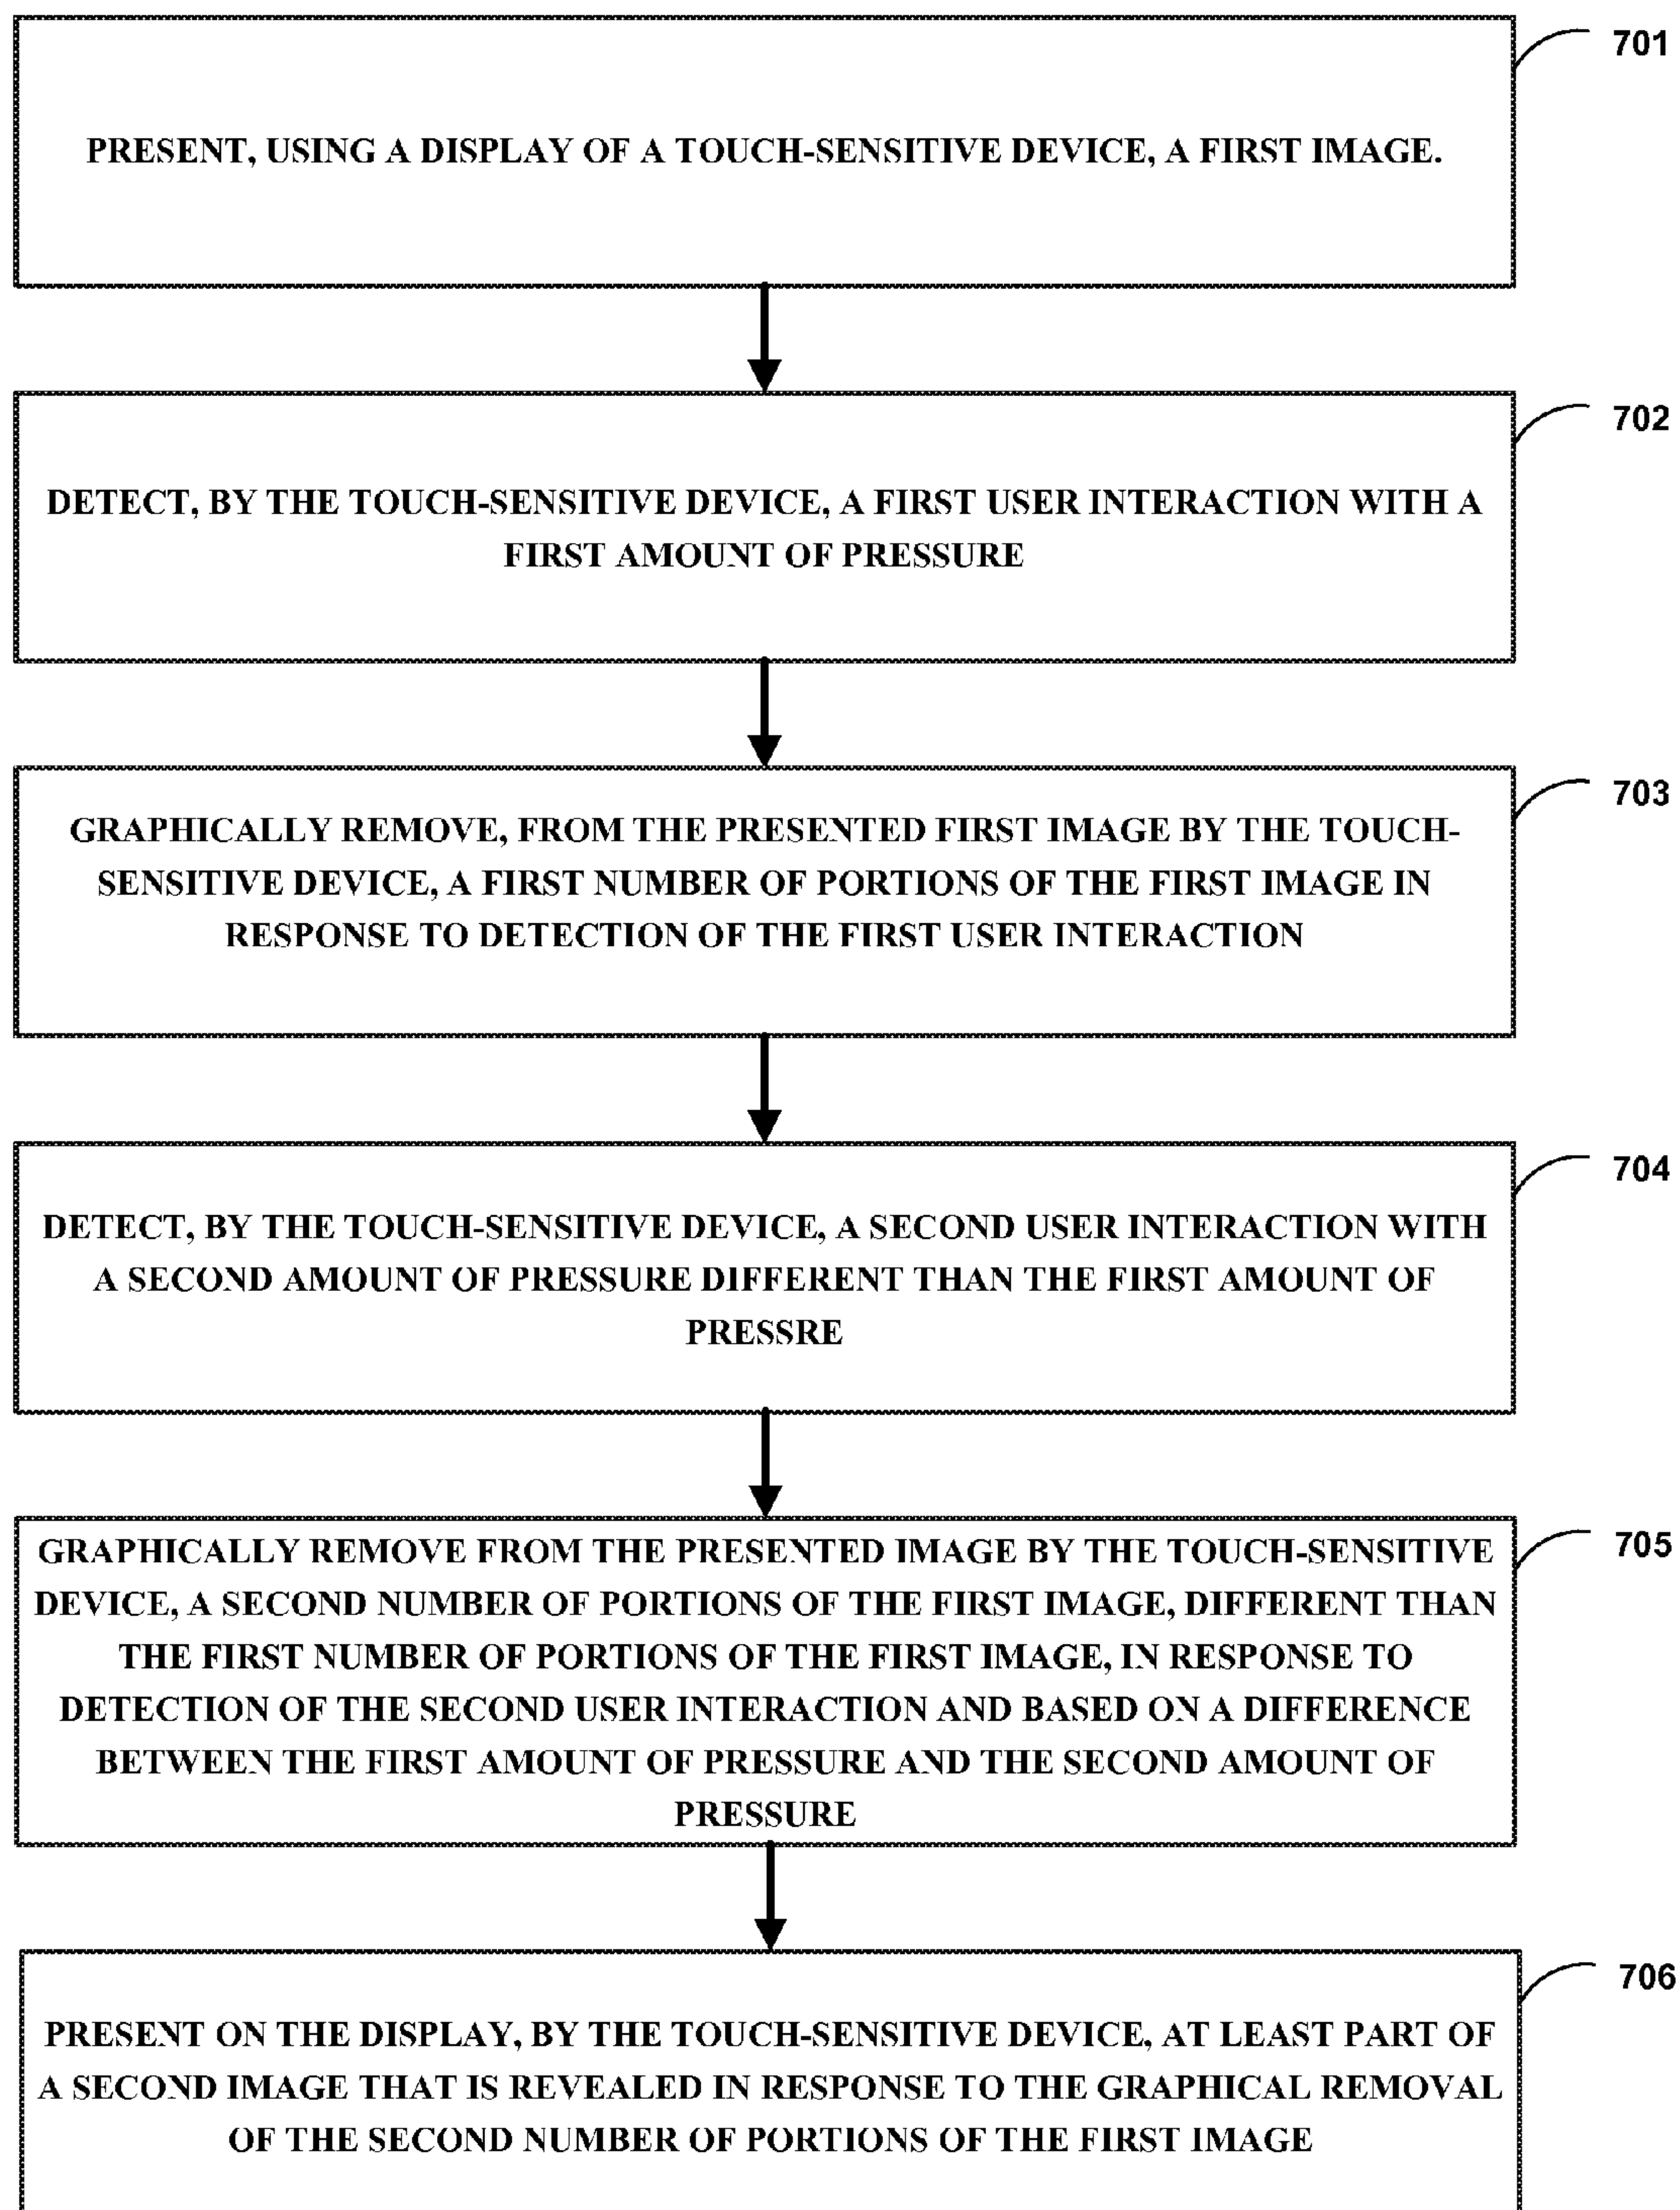 701
PRESENT, USING A DISPLAY OF A TOUCH-SENSITIVE DEVICE, A FIRST IMAGE.
702
DETECT, BY THE TOUCH-SENSITIVE DEVICE, A FIRST USER INTERACTION WITH A
FIRST AMOUNT OF PRESSURE
703
GRAPHICALLY REMOVE, FROM THE PRESENTED FIRST IMAGE BY THE TOUCH-
SENSITIVE DEVICE, A FIRST NUMBER OF PORTIONS OF THE FIRST IMAGE IN
RESPONSE TO DETECTION OF THE FIRST USER INTERACTION
704
DETECT, BY THE TOUCH-SENSITIVE DEVICE, A SECOND USER INTERACTION WITH
A SECOND AMOUNT OF PRESSURE DIFFERENT THAN THE FIRST AMOUNT OF
PRESSRE
705
GRAPHICALLY REMOVE FROM THE PRESENTED IMAGE BY THE TOUCH-SENSITIVE
DEVICE, A SECOND NUMBER OF PORTIONS OF THE FIRST IMAGE, DIFFERENT THAN
THE FIRST NUMBER OF PORTIONS OF THE FIRST IMAGE, IN RESPONSE TO
DETECTION OF THE SECOND USER INTERACTION AND BASED ON A DIFFERENCE
BETWEEN THE FIRST AMOUNT OF PRESSURE AND THE SECOND AMOUNT OF
PRESSURE
706
PRESENT ON THE DISPLAY, BY THE TOUCH-SENSITIVE DEVICE, AT LEAST PART OF
A SECOND IMAGE THAT IS REVEALED IN RESPONSE TO THE GRAPHICAL REMOVAL
OF THE SECOND NUMBER OF PORTIONS OF THE FIRST IMAGE